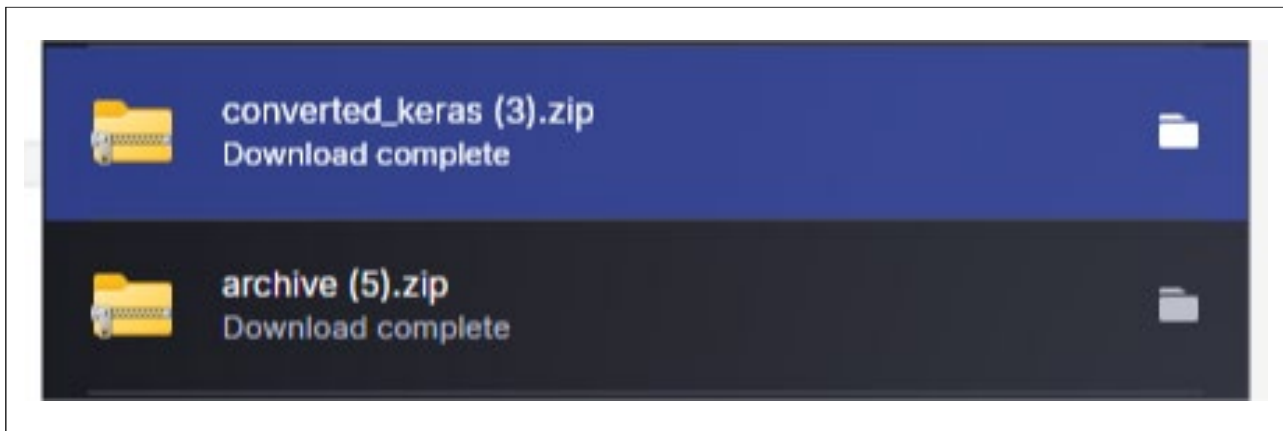 converted_keras (3).zip
Download complete
archive (5).zip
Download complete